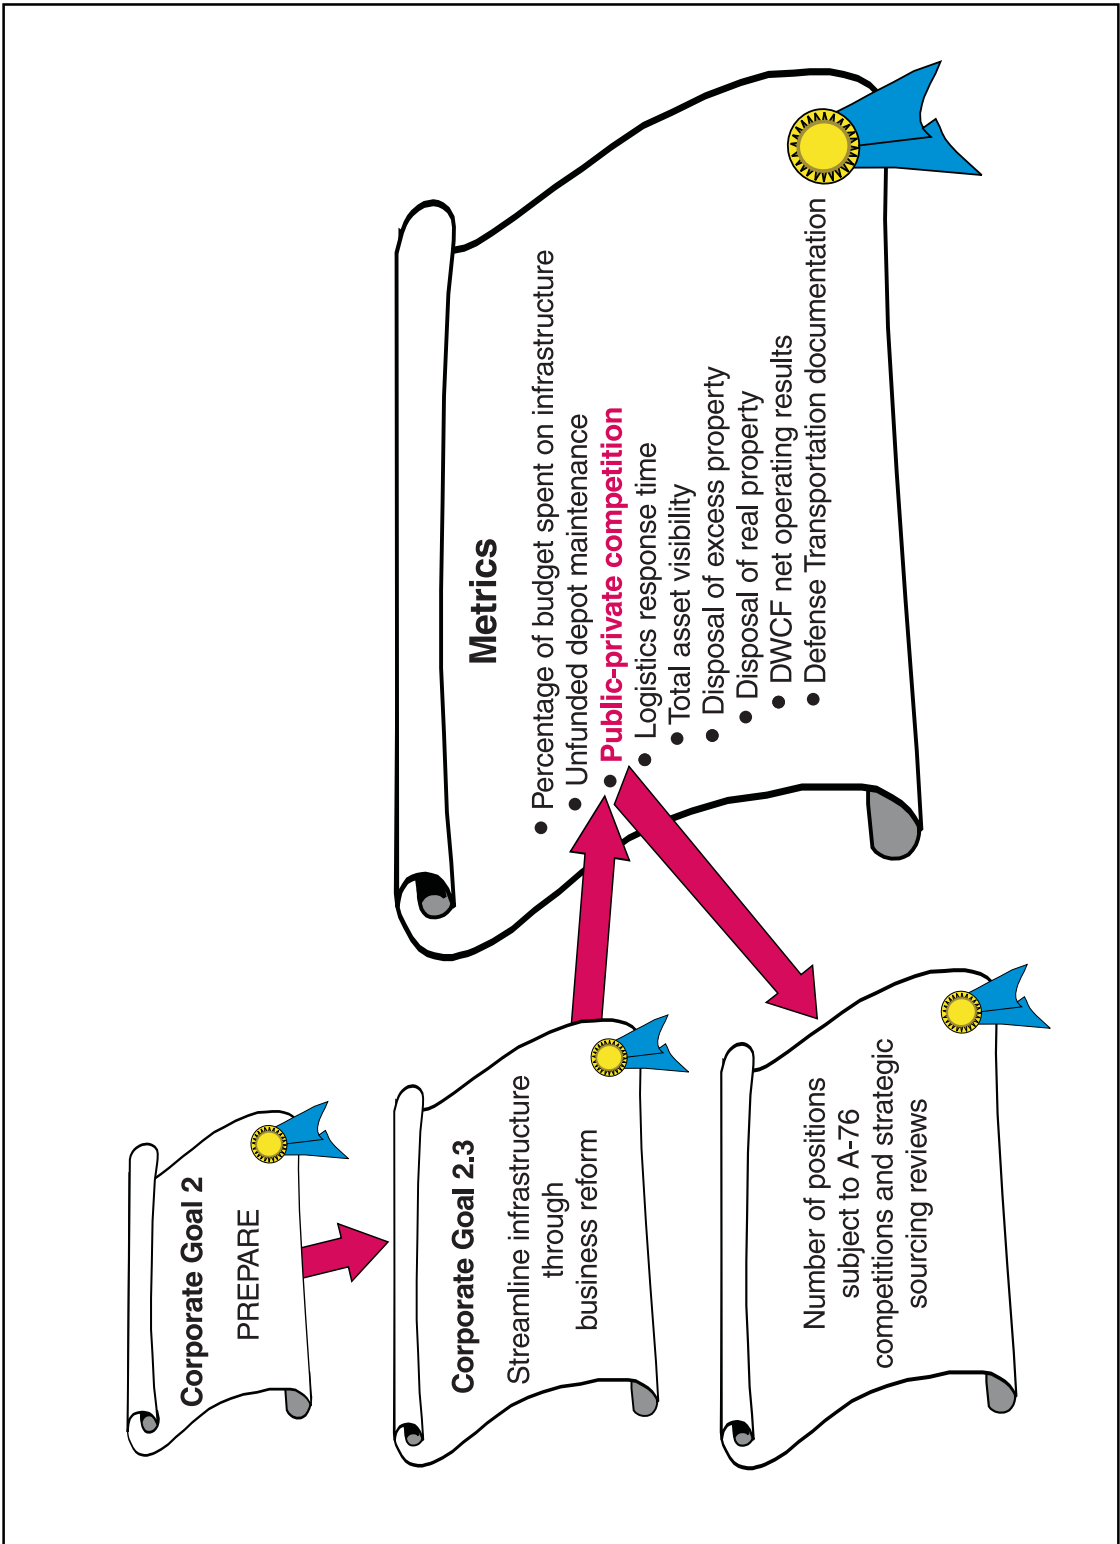 Corporate Goal 2
PREPARE
Corporate Goal 2.3
Streamline infrastructure
through
business reform
Metrics
• Percentage of budget spent on infrastructure
• Unfunded depot maintenance
• Public-private competition
• Logistics response time
• Total asset visibility
• Disposal of excess property
• Disposal of real property
• DWCF net operating results
• Defense Transportation documentation
Number of positions
subject to A-76
competitions and strategic
sourcing reviews